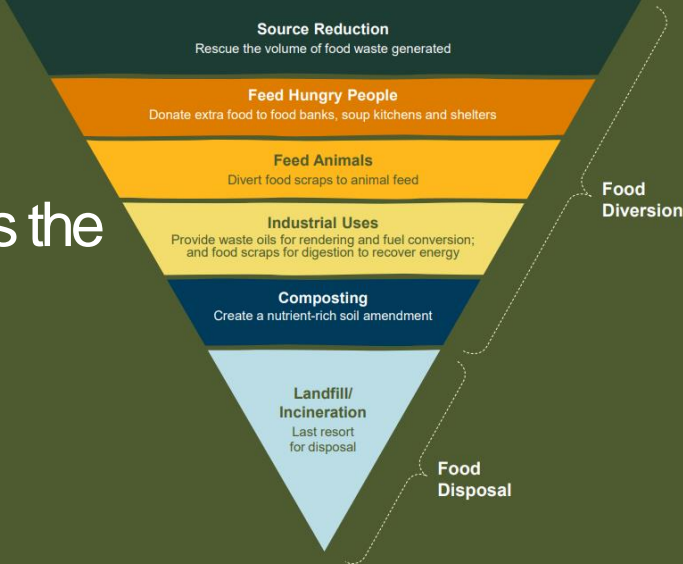 Source Reduction
Rescue the volume of food waste generated
Feed Hungry People
Donate extra food to food banks, soup kitchens and shelters
Feed Animals
Divert food scraps to animal feed
Food
Diversion
s the
Industrial Uses
Provide waste oils for rendering and fuel conversion;
and food scraps for digestion to recover energy
Composting
Create a nutrient-rich soil amendment
Landfill/
Incineration
Last resort
for disposal
Food
Disposal